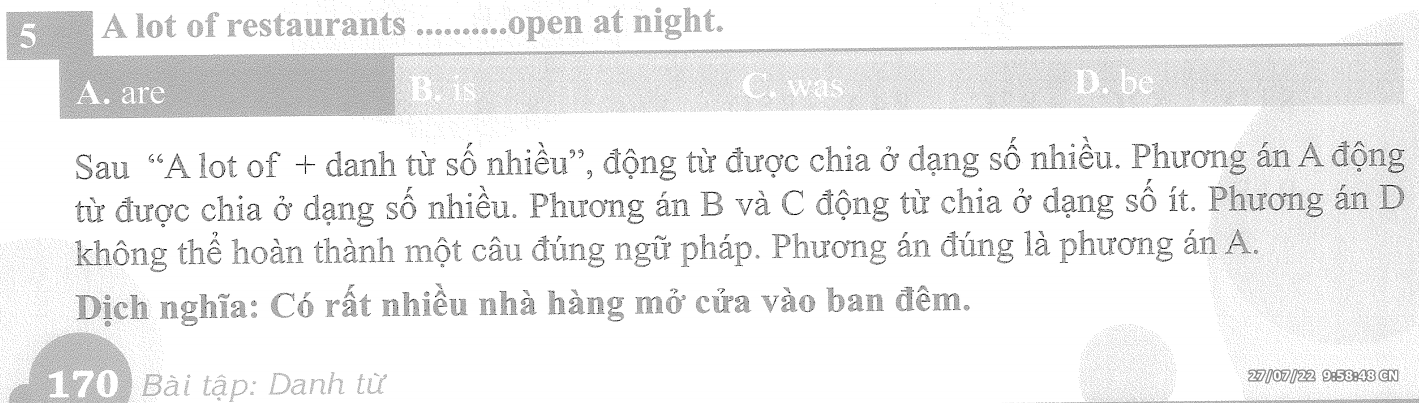 5 A lot of restaurants ..........open at night.
A. are B. is C. was D. be
Sau “A lot of + danh từ số nhiều”, động từ được chia ở dạng số nhiều. Phương án A động
từ được chia ở dạng số nhiều. Phương án B và C động từ chia ở dạng số ít. Phương án D
không thể hoàn thành một câu đúng ngữ pháp. Phương án đúng là phương án A.
Dịch nghĩa: Có rất nhiều nhà hàng mở cửa vào ban đêm.
170 Bài tập: Danh từ
27/07/22 9:58:48 CN